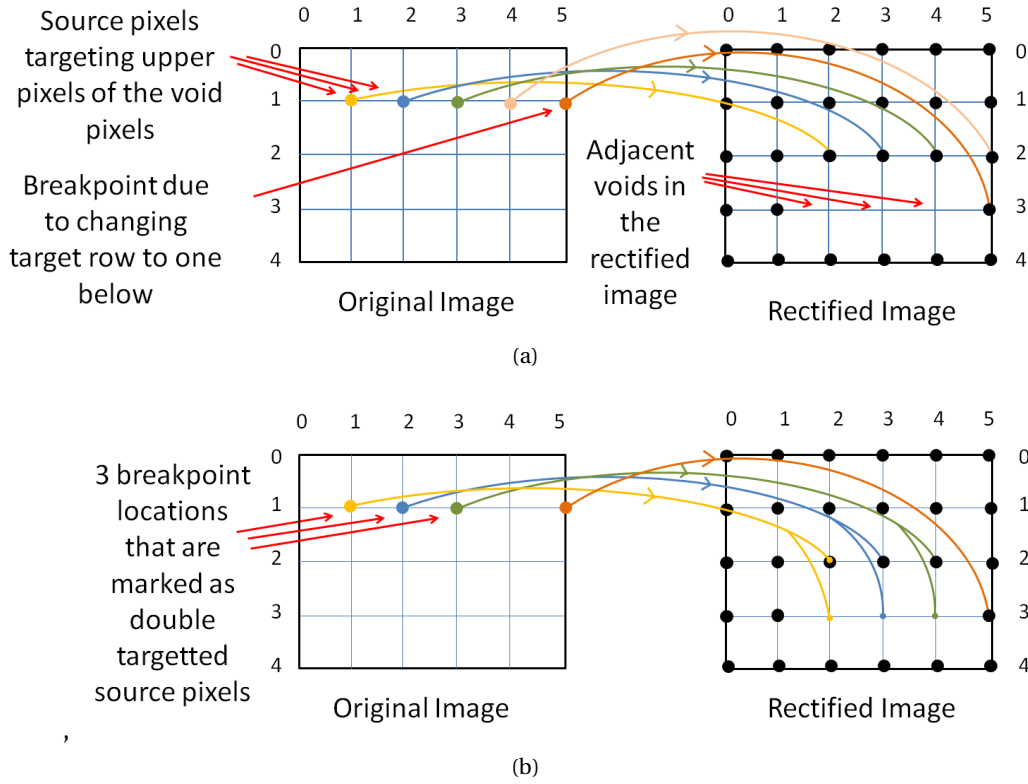 Source pixels
targeting upper
pixels of the void
pixels
Breakpoint due
to changing
target row to one
below
0 1 2 3 4 5
0
1
2
3
4
Original Image
Adjacent
voids in
the
rectified
image
0 1 2 3 4 5
0
1
2
3
4
Rectified Image
(a)
3 breakpoint
locations
that are
marked as
double
targetted
source pixels
0 1 2 3 4 5
0
1
2
3
4
Original Image
0 1 2 3 4 5
0
1
2
3
4
Rectified Image
,
(b)